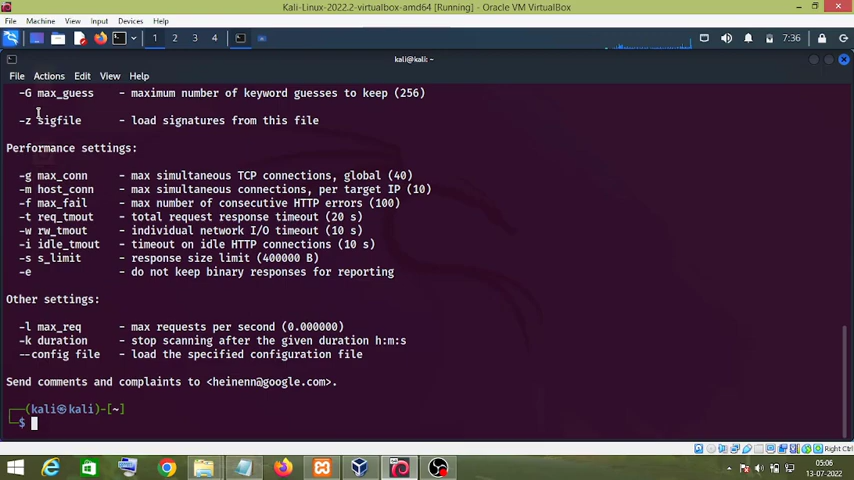 Kali-Linux-2022.2-virtualbox-amd64 [Running] - Oracle VM VirtualBox
File Machine View Input Devices Help
1 2 3 4 7:36
kali@kali: ~
File Actions Edit View Help
-G max_guess - maximum number of keyword guesses to keep (256)
-z sigfile - load signatures from this file
Performance settings:
-g max_conn - max simultaneous TCP connections, global (40)
-m host_conn - max simultaneous connections, per target IP (10)
-f max_fail - max number of consecutive HTTP errors (100)
-t req_tmout - total request response timeout (20 s)
-w rw_tmout - individual network I/O timeout (10 s)
-i idle_tmout - timeout on idle HTTP connections (10 s)
-s s_limit - response size limit (400000 B)
-e - do not keep binary responses for reporting
Other settings:
-l max_req - max requests per second (0.000000)
-k duration - stop scanning after the given duration h:m:s
--config file - load the specified configuration file
Send comments and complaints to <heinenn@google.com>.
┌──(kali㉿kali)-[~]
└─$
Right Ctrl
05:06
13-07-2022